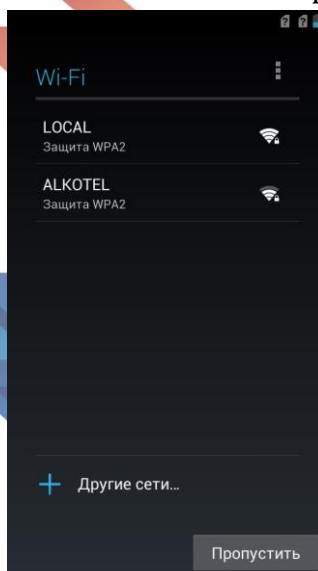 Wi-Fi
LOCAL
Защита WPA2
ALKOTEL
Защита WPA2
Другие сети...
Пропустить